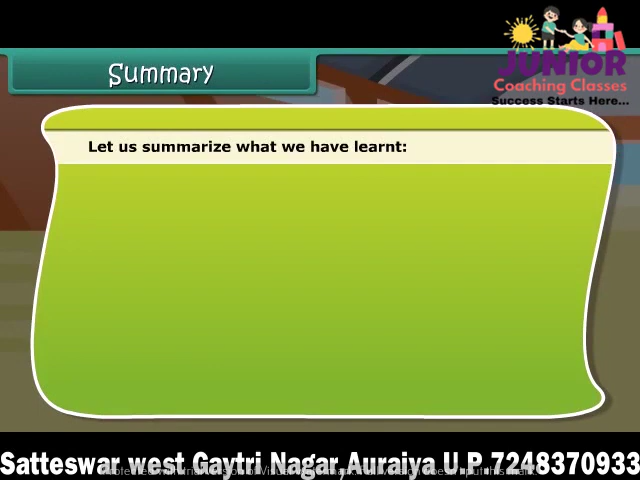 Summary
JUNIOR
Coaching Classes
Success Starts Here...
Let us summarize what we have learnt:
Satteswar west Gaytri Nagar,Auraiya U.P.7248370933